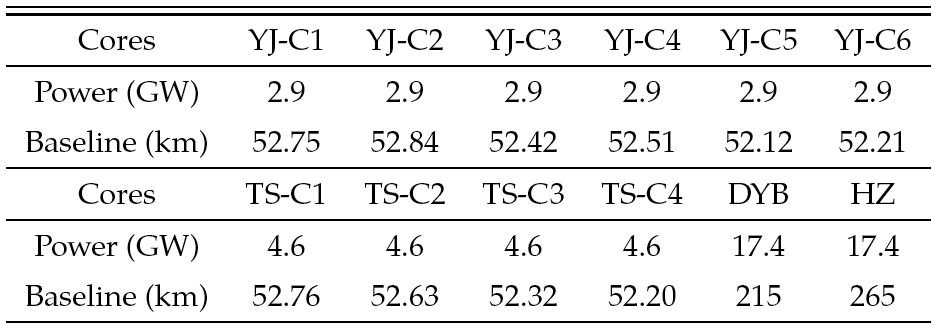 Cores YJ-C1 YJ-C2 YJ-C3 YJ-C4 YJ-C5 YJ-C6
Power (GW) 2.9 2.9 2.9 2.9 2.9 2.9
Baseline (km) 52.75 52.84 52.42 52.51 52.12 52.21
Cores TS-C1 TS-C2 TS-C3 TS-C4 DYB HZ
Power (GW) 4.6 4.6 4.6 4.6 17.4 17.4
Baseline (km) 52.76 52.63 52.32 52.20 215 265